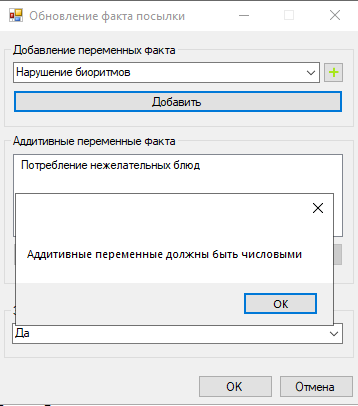 Обновление факта посылки
Добавление переменных факта
Нарушение биоритмов
Добавить
Аддитивные переменные факта
Потребление нежелательных блюд
Аддитивные переменные должны быть числовыми
OK
Да
OK
Отмена